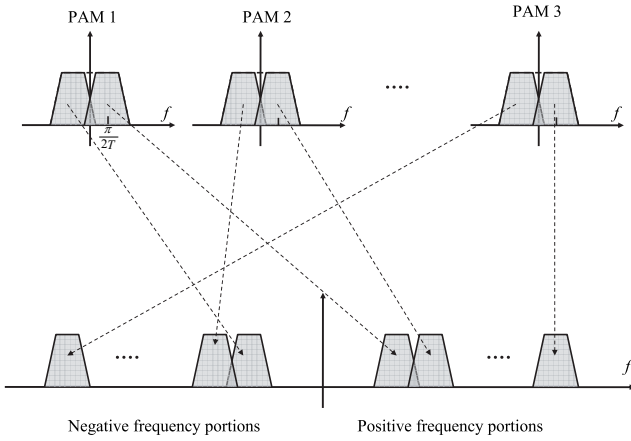 PAM 1
PAM 2
PAM 3
....
f
f
f
π
2T
....
....
f
Negative frequency portions
Positive frequency portions